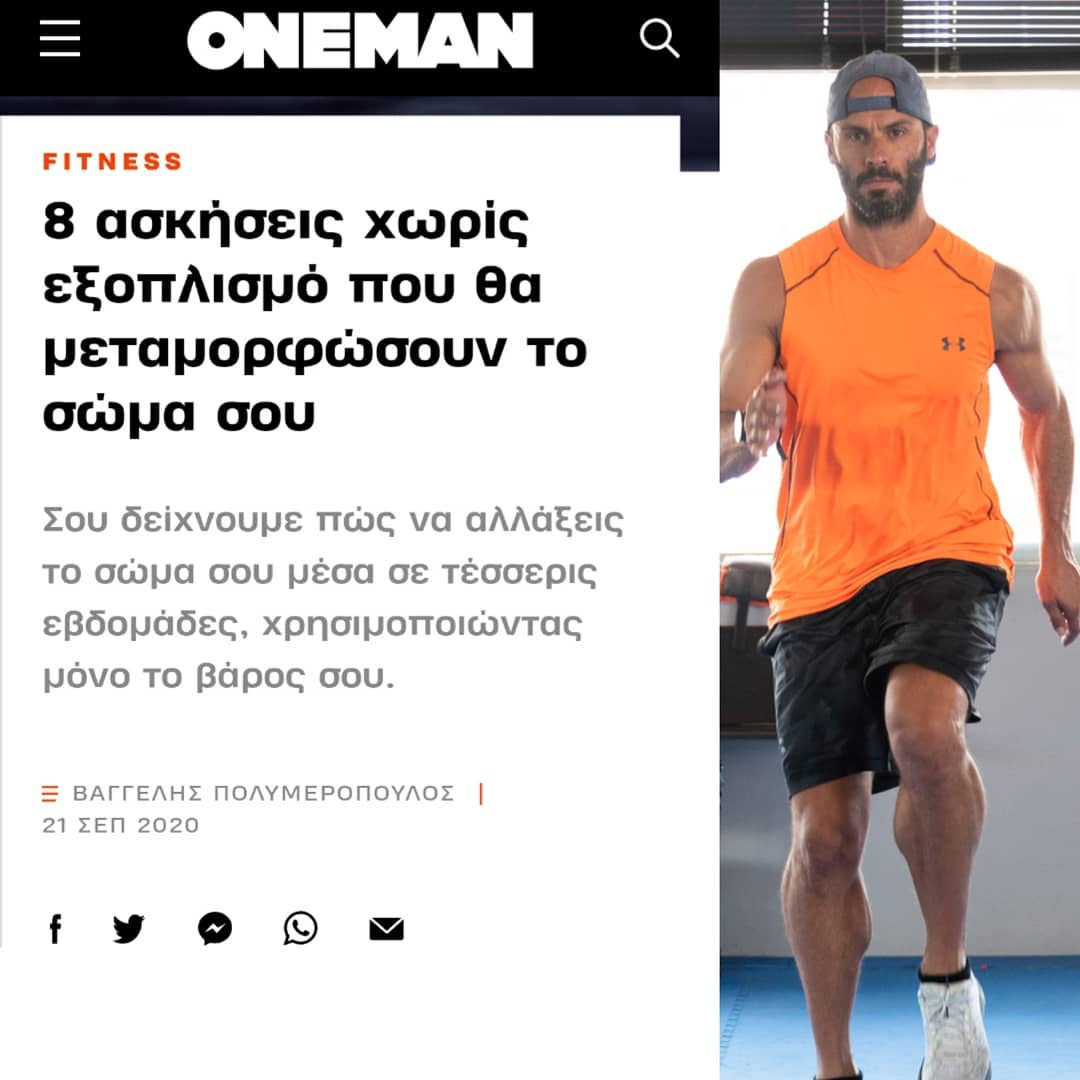 ONEMAN
FITNESS
8 ασκήσεις χωρίς
εξοπλισμό που θα
μεταμορφώσουν το
σώμα σου
Σου δείχνουμε πώς να αλλάξεις
το σώμα σου μέσα σε τέσσερις
εβδομάδες, χρησιμοποιώντας
μόνο το βάρος σου.
ΒΑΓΓΕΛΗΣ ΠΟΛΥΜΕΡΟΠΟΥΛΟΣ |
21 ΣΕΠ 2020